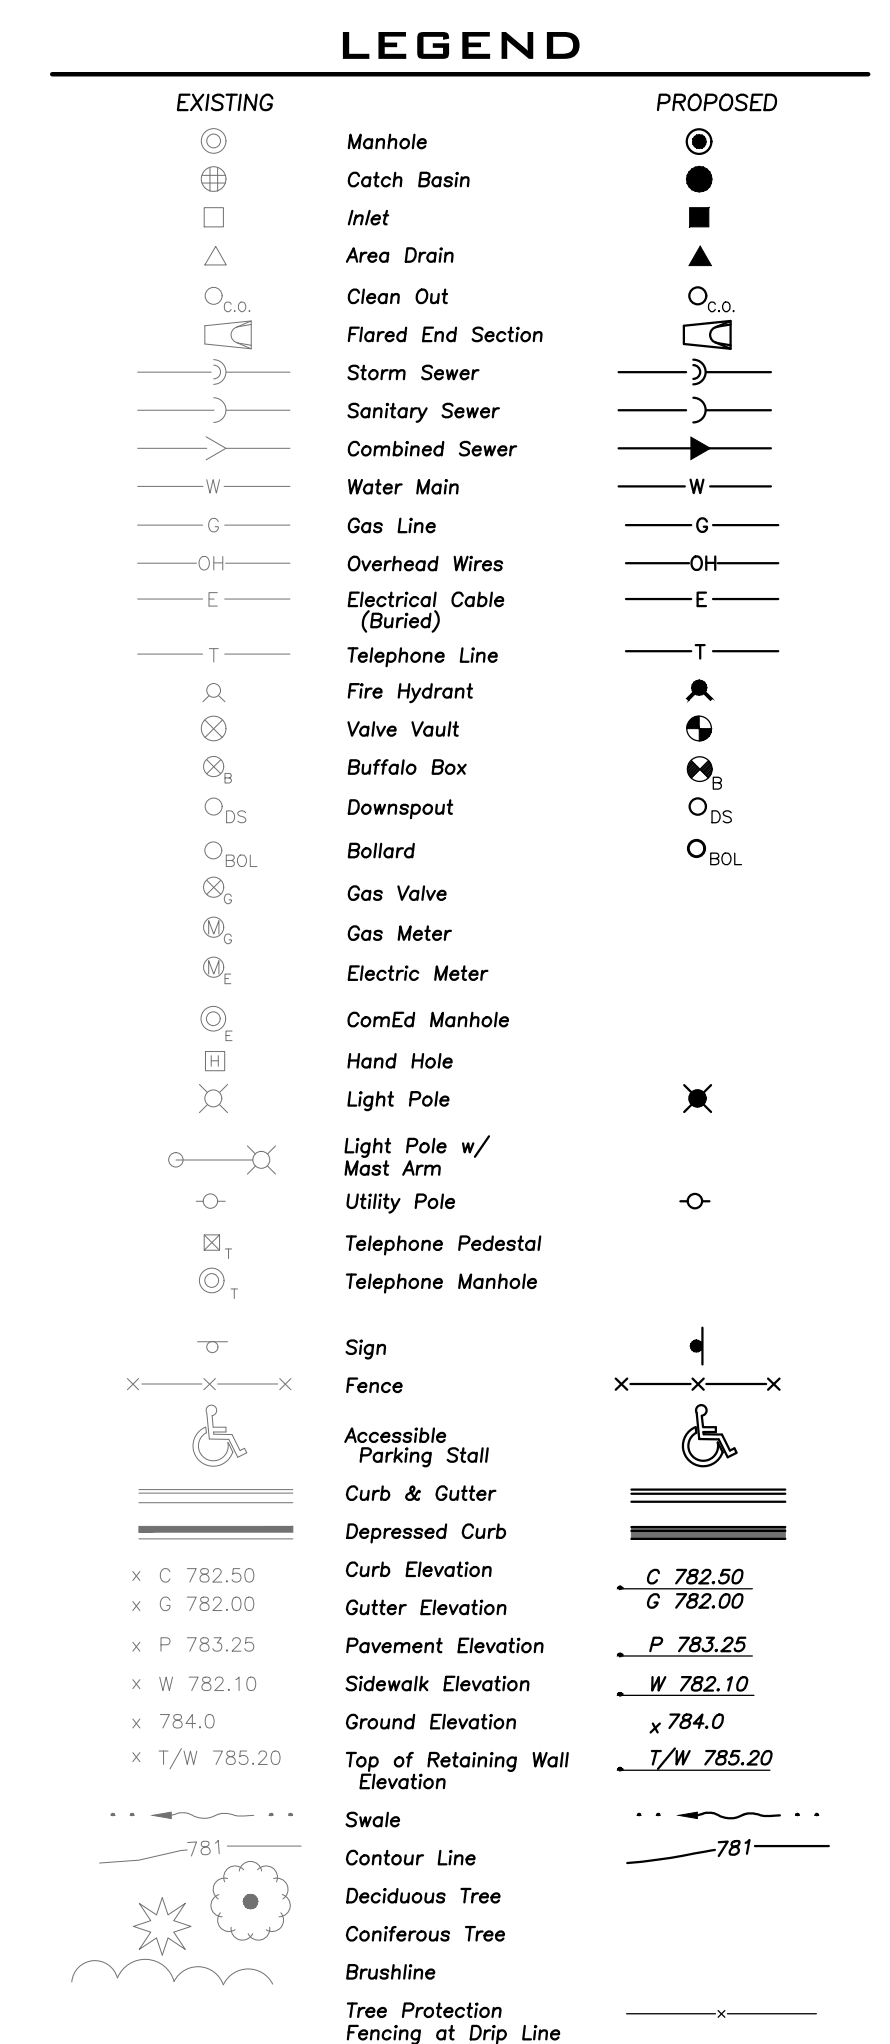 LEGEND
EXISTING PROPOSED
Manhole
Catch Basin
Inlet
Area Drain
C.O. Clean Out C.O.
Flared End Section
Storm Sewer
Sanitary Sewer
Combined Sewer
W Water Main W
G Gas Line G
OH Overhead Wires OH
E Electrical Cable E
(Buried)
T Telephone Line T
Fire Hydrant
Valve Vault
B Buffalo Box B
DS Downspout DS
BOL Bollard BOL
G Gas Valve
M G Gas Meter
M E Electric Meter
E ComEd Manhole
H Hand Hole
Light Pole
Light Pole w/
Mast Arm
Utility Pole
T Telephone Pedestal
T Telephone Manhole
Sign
Fence
Accessible
Parking Stall
Curb & Gutter
Depressed Curb
x C 782.50 Curb Elevation C 782.50
x G 782.00 Gutter Elevation G 782.00
x P 783.25 Pavement Elevation P 783.25
x W 782.10 Sidewalk Elevation W 782.10
x 784.0 Ground Elevation x 784.0
x T/W 785.20 Top of Retaining Wall T/W 785.20
Elevation
Swale
781 Contour Line 781
Deciduous Tree
Coniferous Tree
Brushline
Tree Protection x
Fencing at Drip Line